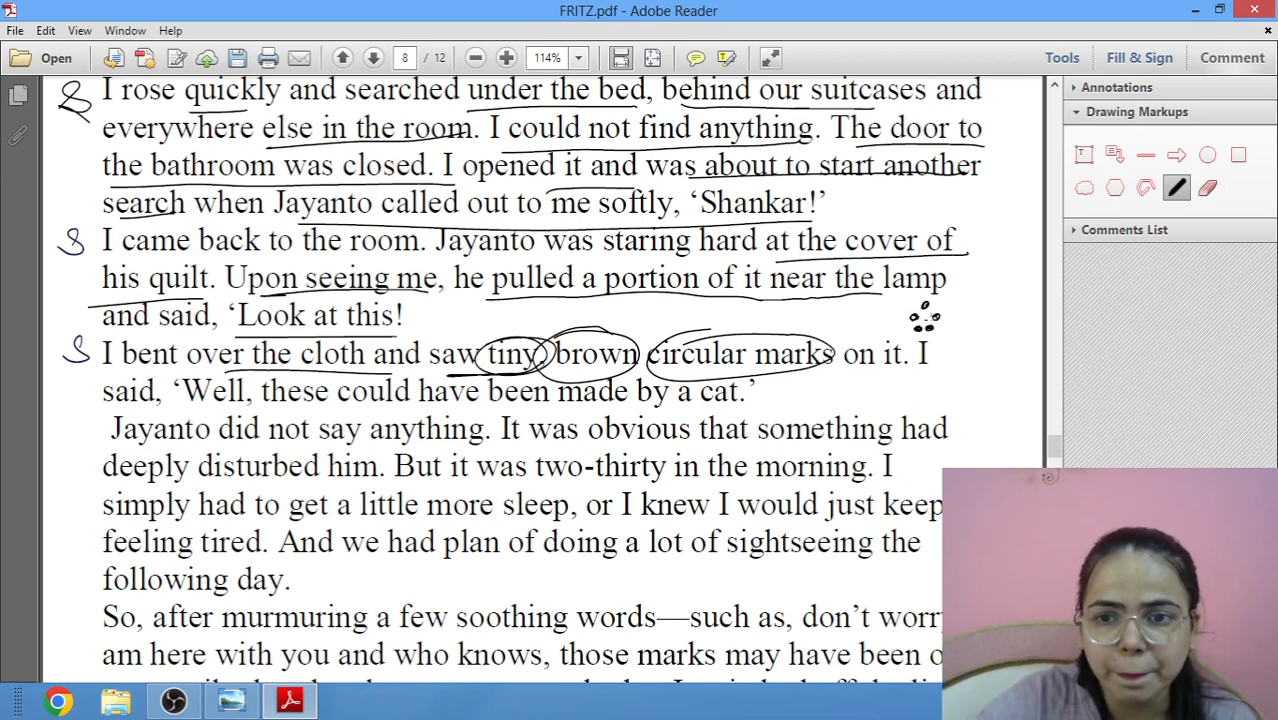 FRITZ.pdf - Adobe Reader
File Edit View Window Help
Open 8 / 12 114% Tools Fill & Sign Comment
Annotations
Drawing Markups
Comments List
I rose quickly and searched under the bed, behind our suitcases and
everywhere else in the room. I could not find anything. The door to
the bathroom was closed. I opened it and was about to start another
search when Jayanto called out to me softly, ‘Shankar!’
I came back to the room. Jayanto was staring hard at the cover of
his quilt. Upon seeing me, he pulled a portion of it near the lamp
and said, ‘Look at this!
I bent over the cloth and saw tiny, brown circular marks on it. I
said, ‘Well, these could have been made by a cat.’
Jayanto did not say anything. It was obvious that something had
deeply disturbed him. But it was two-thirty in the morning. I
simply had to get a little more sleep, or I knew I would just keep
feeling tired. And we had plan of doing a lot of sightseeing the
following day.
So, after murmuring a few soothing words—such as, don’t worry
am here with you and who knows, those marks may have been